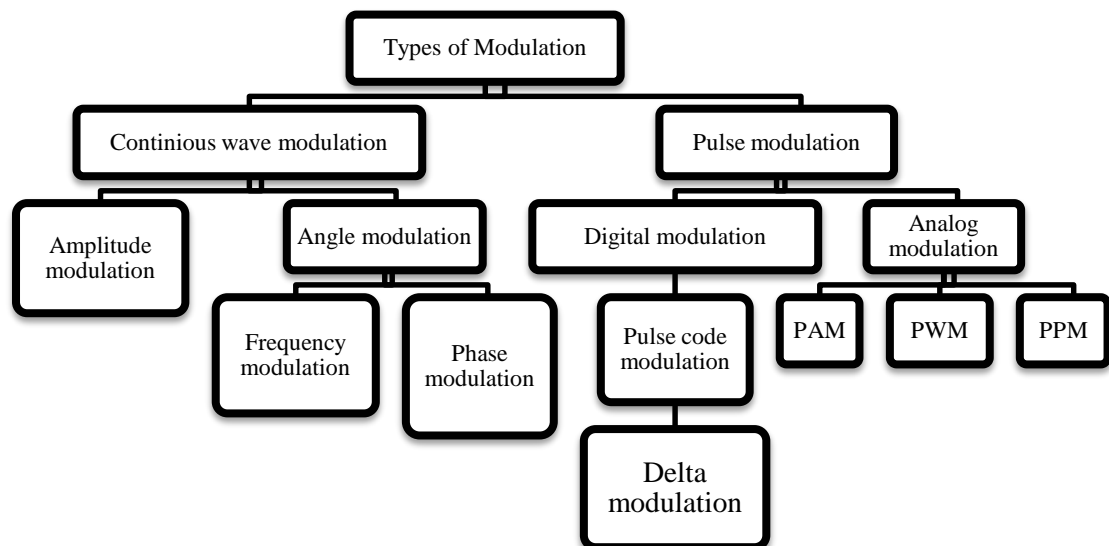 Types of Modulation
Continious wave modulation
Pulse modulation
Amplitude
modulation
Angle modulation
Digital modulation
Analog
modulation
Frequency
modulation
Phase
modulation
Pulse code
modulation
PAM
PWM
PPM
Delta
modulation